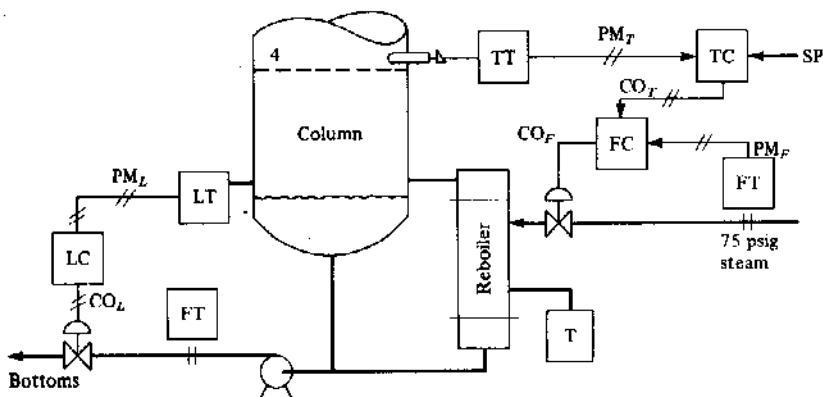 4
TT
PM_T
TC
SP
CO_T
Column
CO_F
FC
PM_F
FT
PM_L
LT
75 psig
steam
LC
Reboiler
CO_L
FT
T
Bottoms